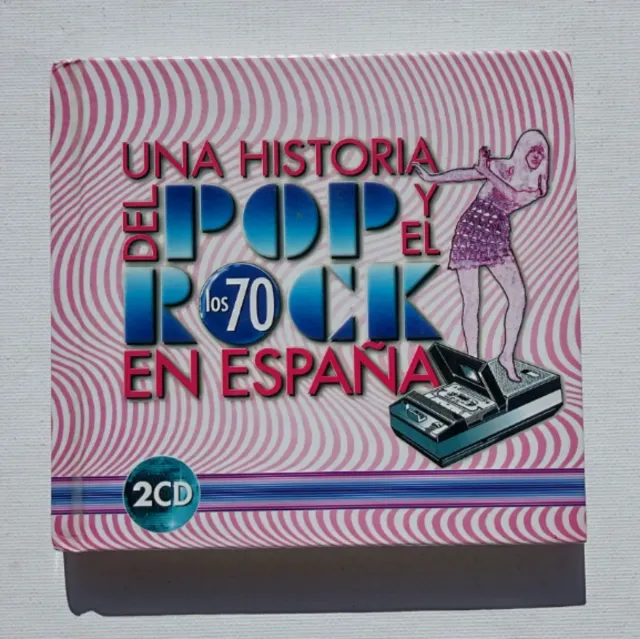 UNA HISTORIA
DEL POP Y EL
ROCK
los 70
EN ESPAÑA
2CD